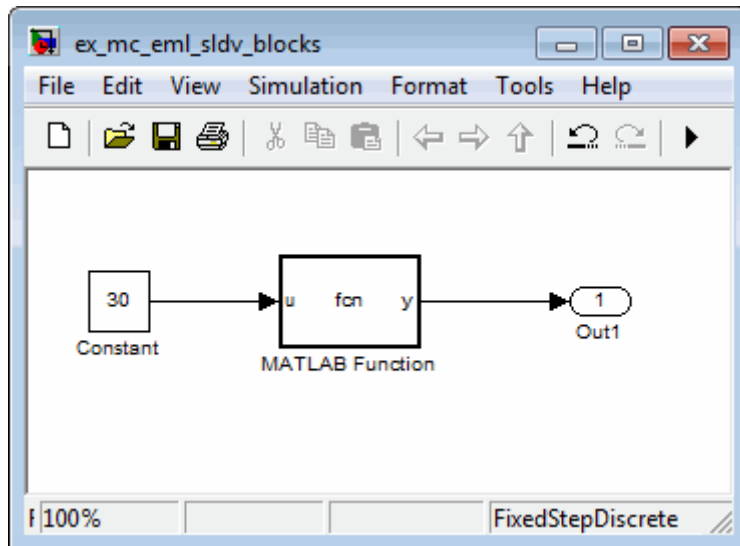 ex_mc_eml_sldv_blocks
File Edit View Simulation Format Tools Help
30 u fcn y 1
Constant
MATLAB Function
Out1
100% FixedStepDiscrete